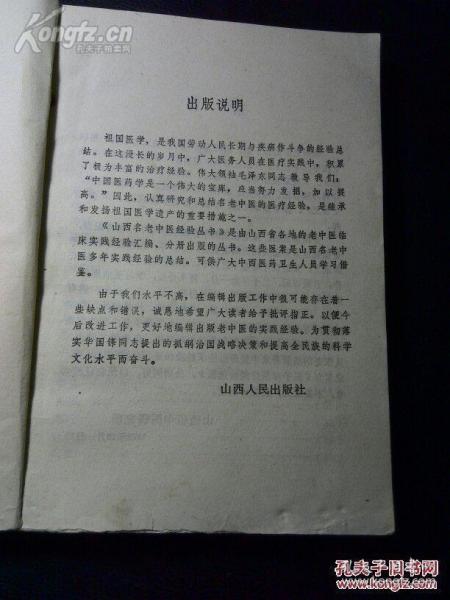 Kongfz.cn
孔夫子旧书网
出版说明
祖国医学，是我国劳动人民长期与疾病作斗争的经验总
结。在这漫长的岁月中，广大医务人员在医疗实践中，积累
了极为丰富的治疗经验。伟大领袖毛泽东同志教导我们：
“中国医药学是一个伟大的宝库，应当努力发掘，加以提
高。”因此，认真研究和总结名老中医的医疗经验，是继承
和发扬祖国医学遗产的重要措施之一。
《山西名老中医经验丛书》是由山西省各地的老中医临
床实践经验汇编、分册出版的丛书。这些医案是山西名老中
医多年实践经验的总结。可供广大中西医药卫生人员学习借
鉴。
由于我们水平不高，在编辑出版工作中很可能存在着一
些缺点和错误，诚恳地希望广大读者给予批评指正。以便今
后改进工作，更好地编辑出版老中医的实践经验。为贯彻落
实华国锋同志提出的抓纲治国战略决策和提高全民族的科学
文化水平而奋斗。
山西人民出版社
孔夫子旧书网